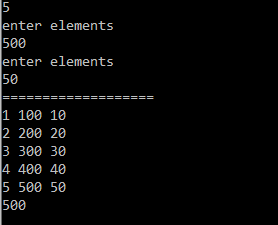 5
enter elements
500
enter elements
50
===================
1 100 10
2 200 20
3 300 30
4 400 40
5 500 50
500